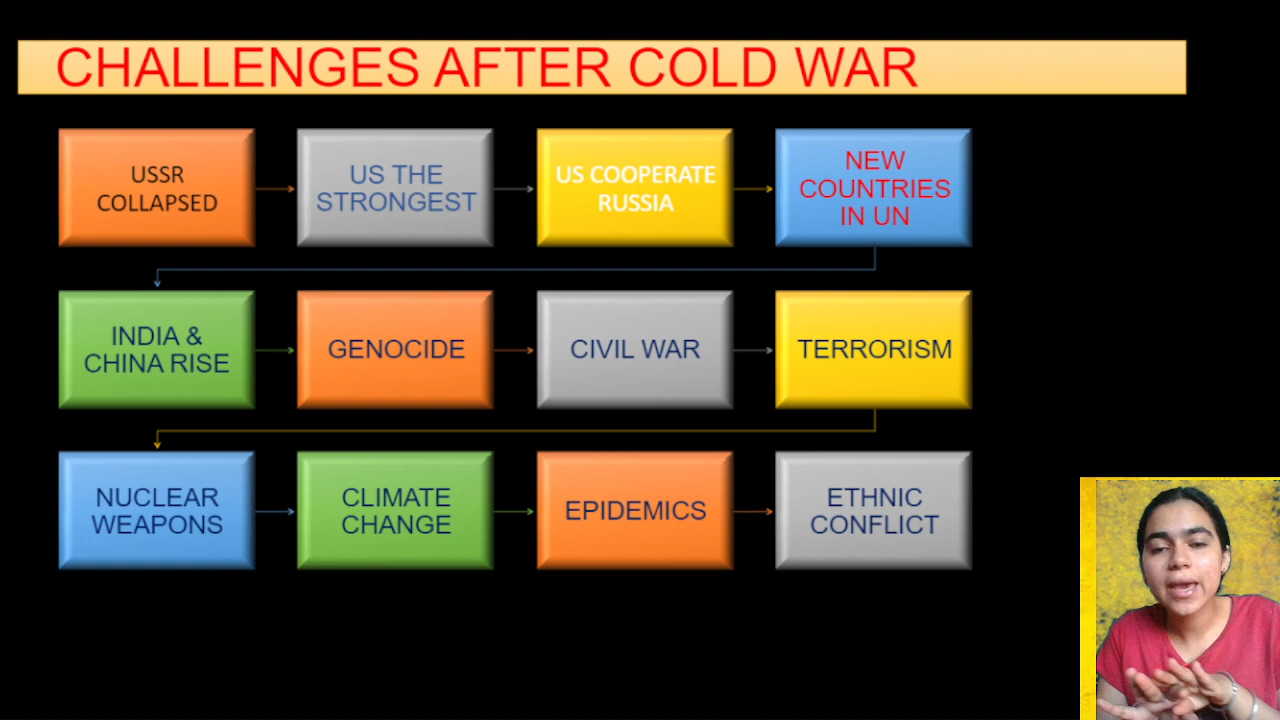 CHALLENGES AFTER COLD WAR
USSR
COLLAPSED
US THE
STRONGEST
US COOPERATE
RUSSIA
NEW
COUNTRIES
IN UN
INDIA &
CHINA RISE
GENOCIDE
CIVIL WAR
TERRORISM
NUCLEAR
WEAPONS
CLIMATE
CHANGE
EPIDEMICS
ETHNIC
CONFLICT